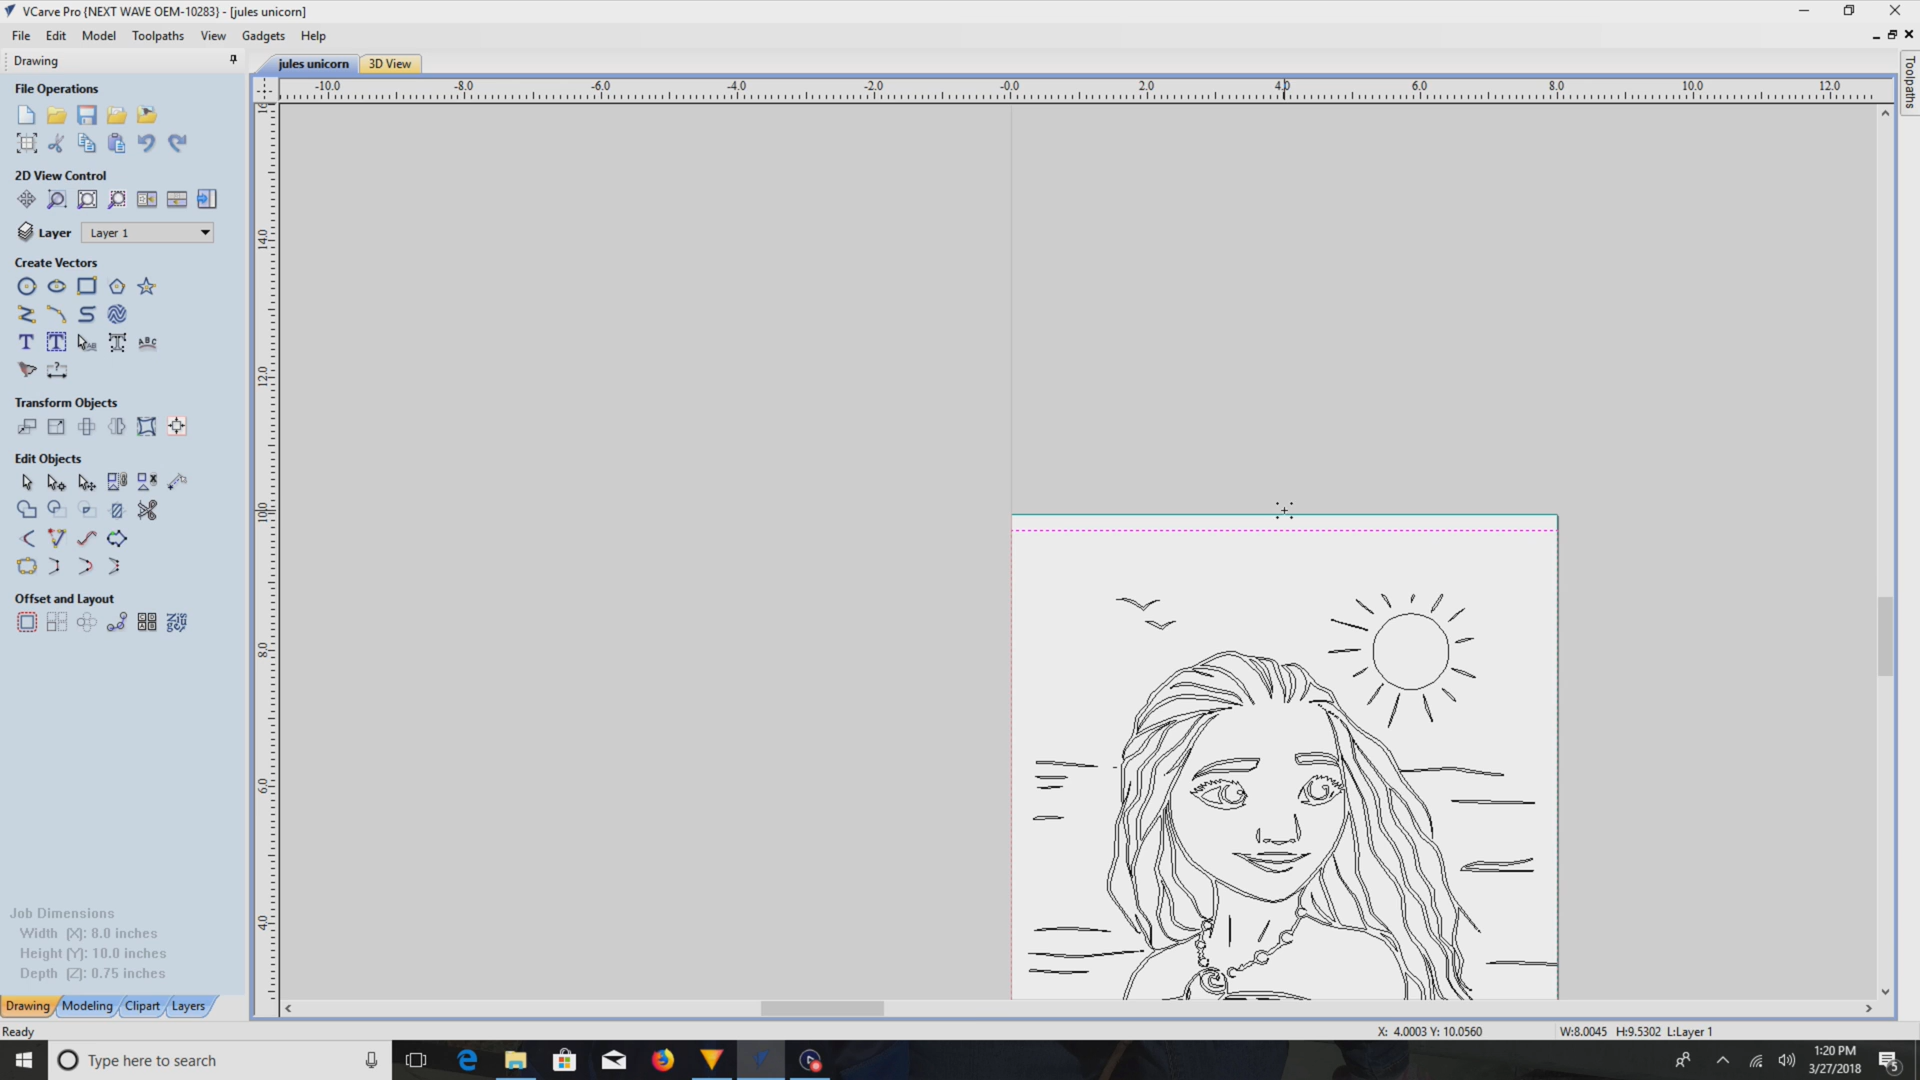 VCarve Pro {NEXT WAVE OEM-10283} - [jules unicorn]
File Edit Model Toolpaths View Gadgets Help
Drawing
jules unicorn 3D View
Toolpaths
File Operations
-10.0 -8.0 -6.0 -4.0 -2.0 -0.0 2.0 4.0 6.0 8.0 10.0 12.0
2D View Control
Layer Layer 1
14.0
Create Vectors
12.0
Transform Objects
Edit Objects
10.0
Offset and Layout
8.0
6.0
4.0
Job Dimensions
Width (X): 8.0 inches
Height (Y): 10.0 inches
Depth (Z): 0.75 inches
Drawing Modeling Clipart Layers
Ready
X: 4.0003 Y: 10.0560
W:8.0045 H:9.5302 L:Layer 1
Type here to search
1:20 PM
3/27/2018
5